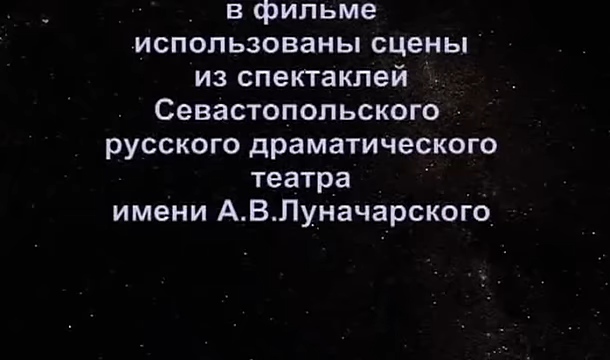 в фильме
использованы сцены
из спектаклей
Севастопольского
русского драматического
театра
имени А.В.Луначарского